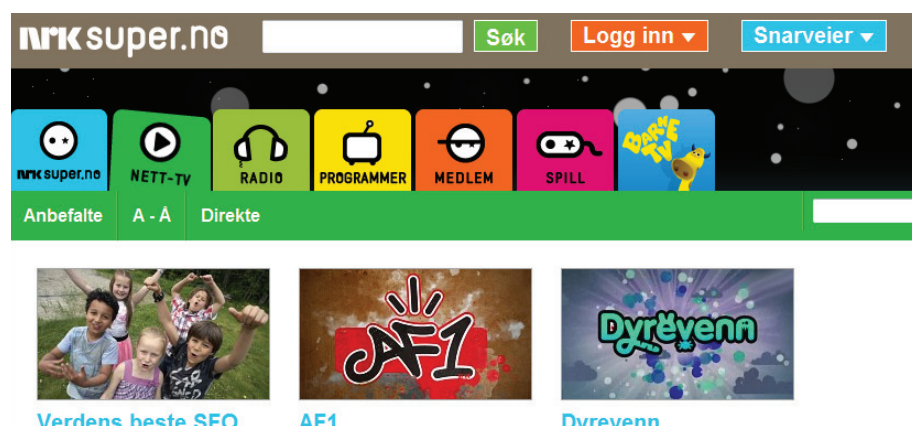 NRK super.no
Søk
Logg inn
Snarveier
NRK super.no
NETT-TV
RADIO
PROGRAMMER
MEDLEM
SPILL
BARNE TV
Anbefalte
A - Å
Direkte
AF1
Dyrevenn
Verdens beste SFO
AF1
Dyrevenn